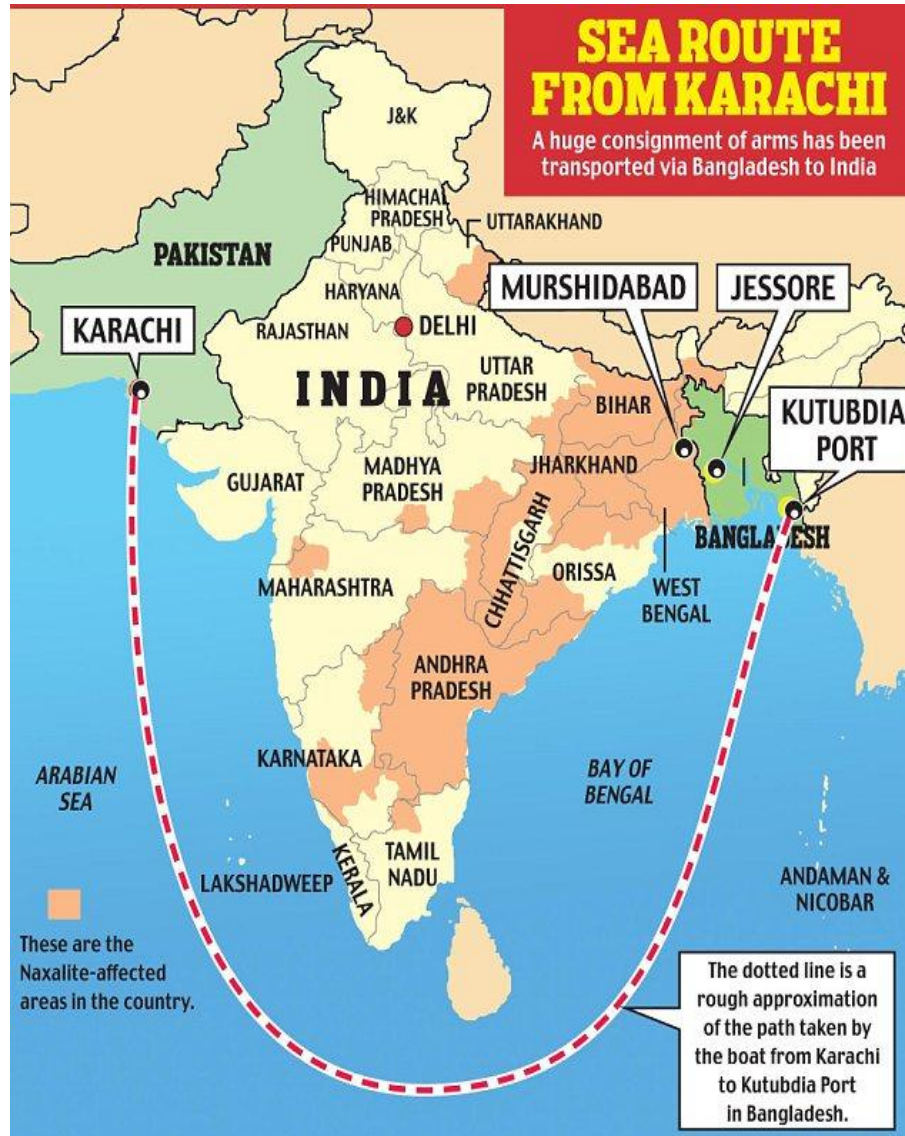 SEA ROUTE
FROM KARACHI
A huge consignment of arms has been
transported via Bangladesh to India
J&K
HIMACHAL
PRADESH
UTTARAKHAND
PUNJAB
PAKISTAN
HARYANA
MURSHIDABAD
JESSORE
KARACHI
RAJASTHAN
DELHI
UTTAR
PRADESH
INDIA
BIHAR
KUTUBDIA
PORT
JHARKHAND
MADHYA
PRADESH
GUJARAT
BANGLADESH
CHHATTISGARH
ORISSA
MAHARASHTRA
WEST
BENGAL
ANDHRA
PRADESH
KARNATAKA
ARABIAN
SEA
BAY OF
BENGAL
KERALA
TAMIL
NADU
LAKSHADWEEP
ANDAMAN &
NICOBAR
These are the
Naxalite-affected
areas in the country.
The dotted line is a
rough approximation
of the path taken by
the boat from Karachi
to Kutubdia Port
in Bangladesh.